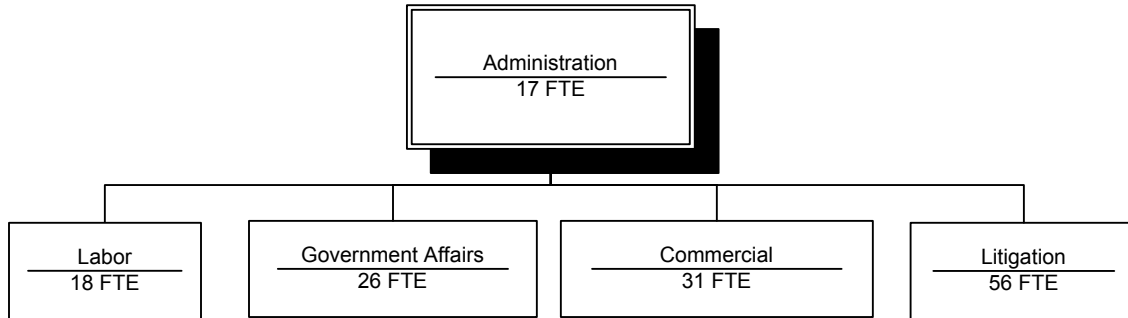 Administration
17 FTE
Labor
18 FTE
Government Affairs
26 FTE
Commercial
31 FTE
Litigation
56 FTE